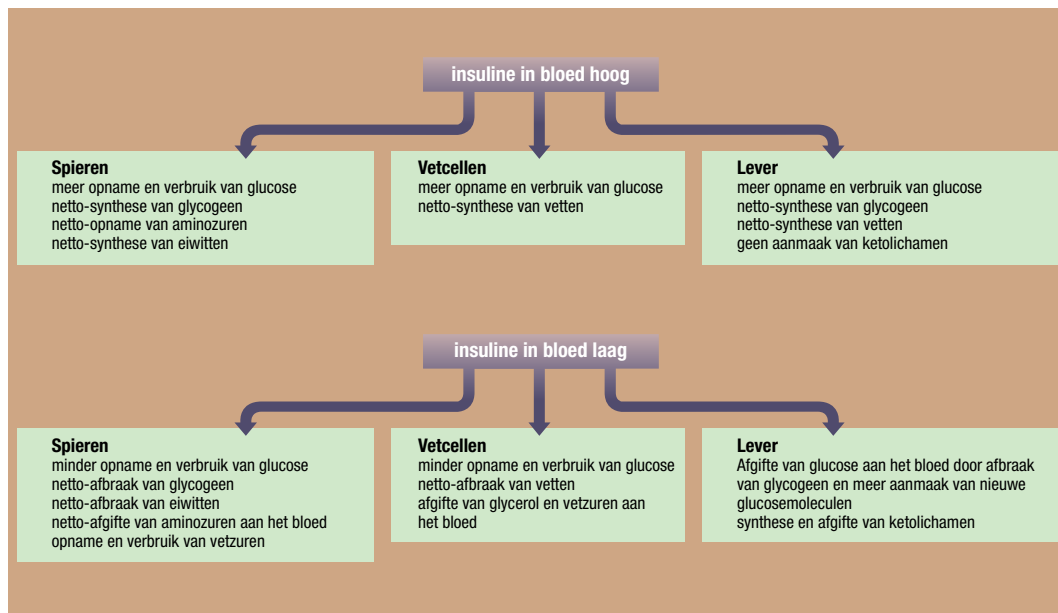 insuline in bloed hoog
Spieren
meer opname en verbruik van glucose
netto-synthese van glycogeen
netto-opname van aminozuren
netto-synthese van eiwitten
Vetcellen
meer opname en verbruik van glucose
netto-synthese van vetten
Lever
meer opname en verbruik van glucose
netto-synthese van glycogeen
netto-synthese van vetten
geen aanmaak van ketolichamen
insuline in bloed laag
Spieren
minder opname en verbruik van glucose
netto-afbraak van glycogeen
netto-afbraak van eiwitten
netto-afgifte van aminozuren aan het bloed
opname en verbruik van vetzuren
Vetcellen
minder opname en verbruik van glucose
netto-afbraak van vetten
afgifte van glycerol en vetzuren aan
het bloed
Lever
Afgifte van glucose aan het bloed door afbraak
van glycogeen en meer aanmaak van nieuwe
glucosemoleculen
synthese en afgifte van ketolichamen